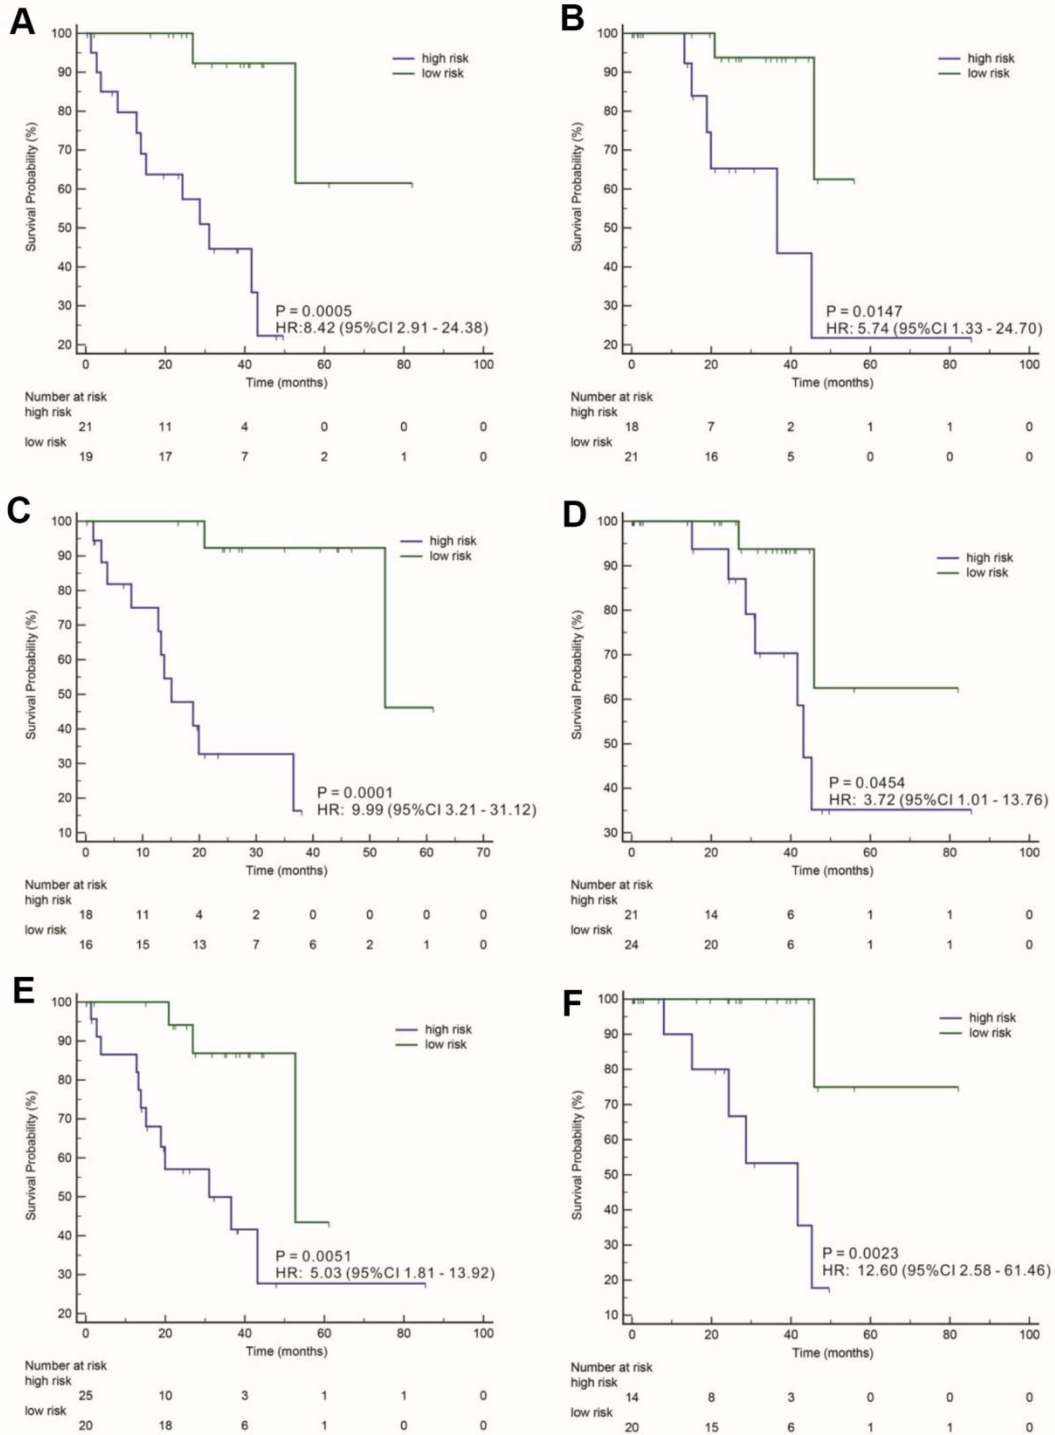 A
100
90
80
70
60
50
40
30
20
Survival Probability (%)
high risk
low risk
P = 0.0005
HR:8.42 (95%CI 2.91 - 24.38)
0 20 40 60 80 100
Time (months)
Number at risk
high risk
21 11 4 0 0 0
low risk
19 17 7 2 1 0
B
100
90
80
70
60
50
40
30
20
Survival Probability (%)
high risk
low risk
P = 0.0147
HR: 5.74 (95%CI 1.33 - 24.70)
0 20 40 60 80 100
Time (months)
Number at risk
high risk
18 7 2 1 1 0
low risk
21 16 5 0 0 0
C
100
90
80
70
60
50
40
30
20
10
Survival Probability (%)
high risk
low risk
P = 0.0001
HR: 9.99 (95%CI 3.21 - 31.12)
0 10 20 30 40 50 60 70
Time (months)
Number at risk
high risk
18 11 4 2 0 0 0 0
low risk
16 15 13 7 6 2 1 0
D
100
90
80
70
60
50
40
30
Survival Probability (%)
high risk
low risk
P = 0.0454
HR: 3.72 (95%CI 1.01 - 13.76)
0 20 40 60 80 100
Time (months)
Number at risk
high risk
21 14 6 1 1 0
low risk
24 20 6 1 1 0
E
100
90
80
70
60
50
40
30
20
Survival Probability (%)
high risk
low risk
P = 0.0051
HR: 5.03 (95%CI 1.81 - 13.92)
0 20 40 60 80 100
Time (months)
Number at risk
high risk
25 10 3 1 1 0
low risk
20 18 6 1 0 0
F
100
90
80
70
60
50
40
30
20
10
Survival Probability (%)
high risk
low risk
P = 0.0023
HR: 12.60 (95%CI 2.58 - 61.46)
0 20 40 60 80 100
Time (months)
Number at risk
high risk
14 8 3 0 0 0
low risk
20 15 6 1 1 0